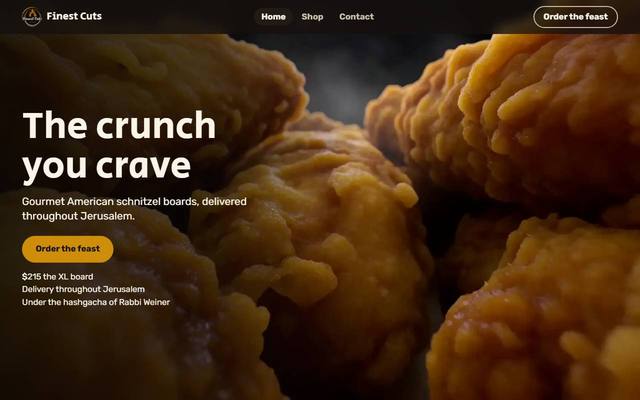 Finest Cuts
Home
Shop
Contact
Order the feast
The crunch
you crave
Gourmet American schnitzel boards, delivered
throughout Jerusalem.
Order the feast
$215 the XL board
Delivery throughout Jerusalem
Under the hashgacha of Rabbi Weiner